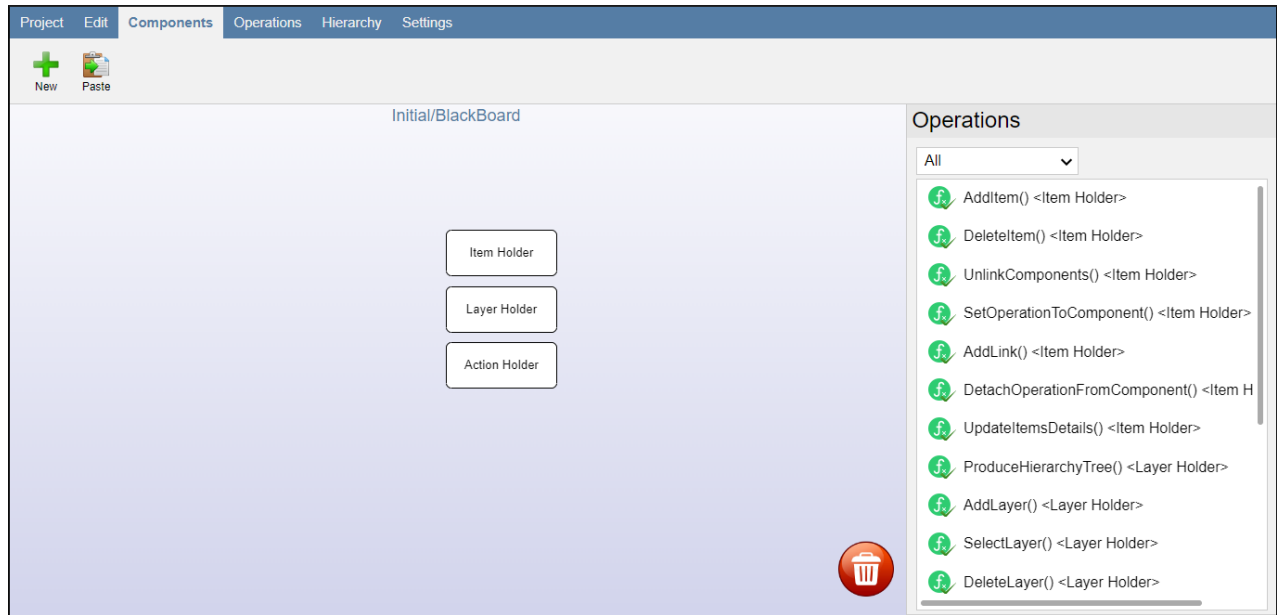 Project Edit Components Operations Hierarchy Settings
New Paste
Initial/BlackBoard
Item Holder
Layer Holder
Action Holder
Operations
All
AddItem() <Item Holder>
DeleteItem() <Item Holder>
UnlinkComponents() <Item Holder>
SetOperationToComponent() <Item Holder>
AddLink() <Item Holder>
DetachOperationFromComponent() <Item H
UpdateItemsDetails() <Item Holder>
ProduceHierarchyTree() <Layer Holder>
AddLayer() <Layer Holder>
SelectLayer() <Layer Holder>
DeleteLayer() <Layer Holder>